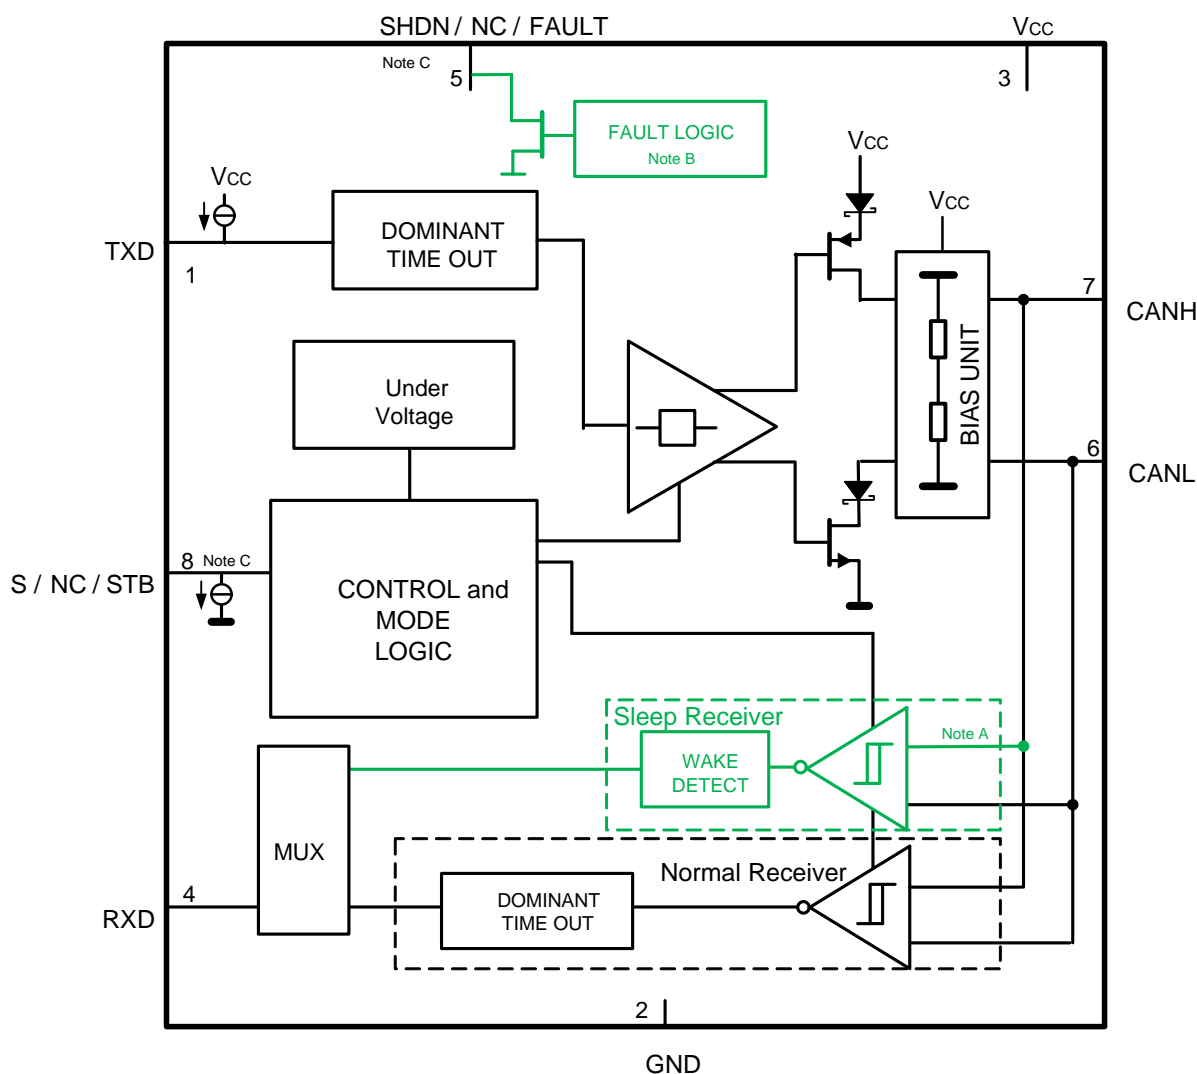 SHDN / NC / FAULT
VCC
Note C
5
3
FAULT LOGIC
Note B
VCC
VCC
VCC
TXD
1
DOMINANT
TIME OUT
7
CANH
Under
Voltage
BIAS UNIT
6
CANL
8
Note C
S / NC / STB
CONTROL and
MODE
LOGIC
Sleep Receiver
Note A
WAKE
DETECT
MUX
Normal Receiver
4
RXD
DOMINANT
TIME OUT
2
GND